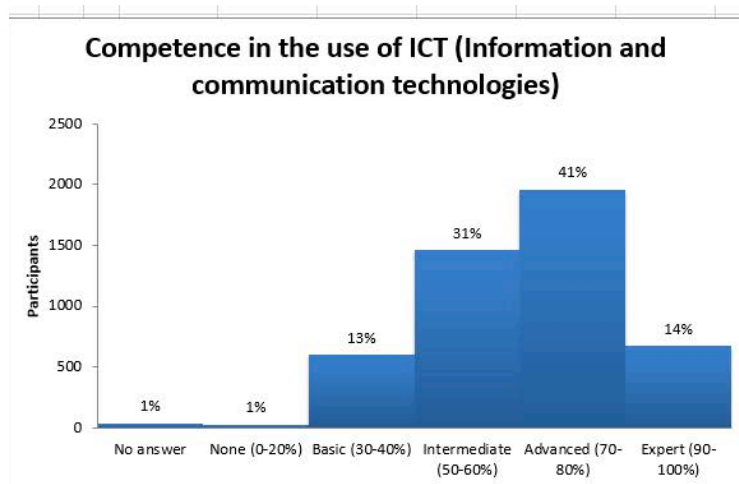 Competence in the use of ICT (Information and
communication technologies)
2500
2000
1500
1000
500
0
Participants
1%
1%
13%
31%
41%
14%
No answer
None (0-20%)
Basic (30-40%)
Intermediate
(50-60%)
Advanced (70-
80%)
Expert (90-
100%)